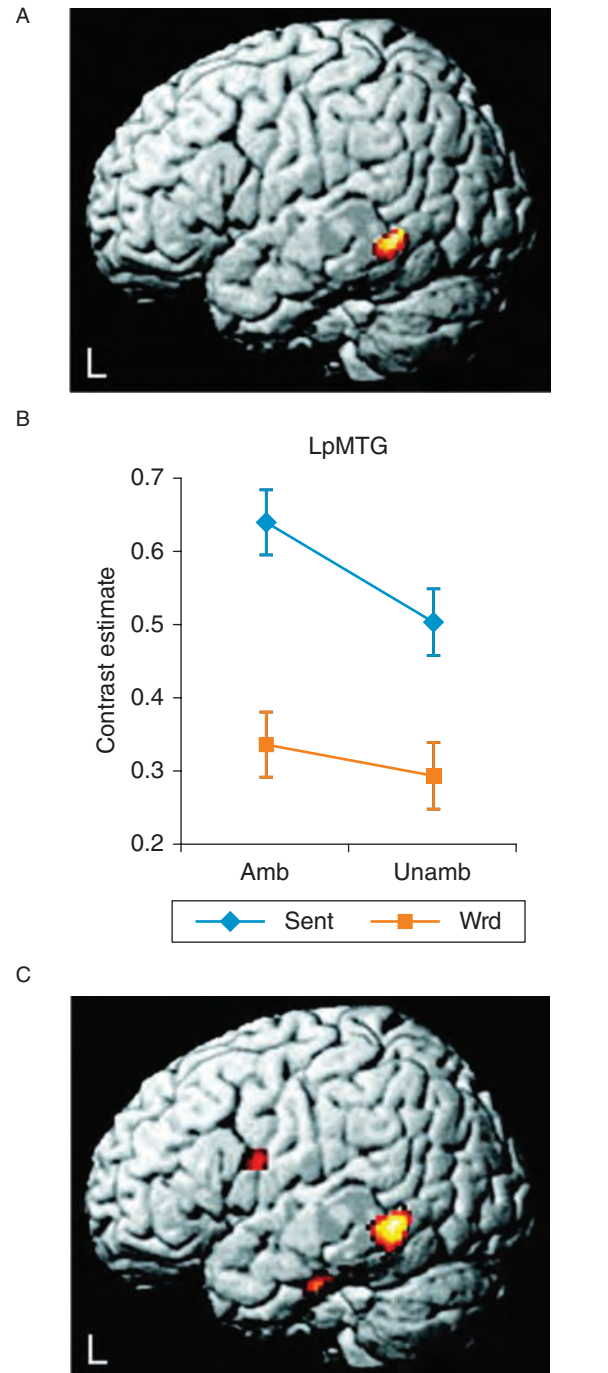 A
L
B
LpMTG
Contrast estimate
0.7
0.6
0.5
0.4
0.3
0.2
Amb Unamb
Sent Wrd
C
L